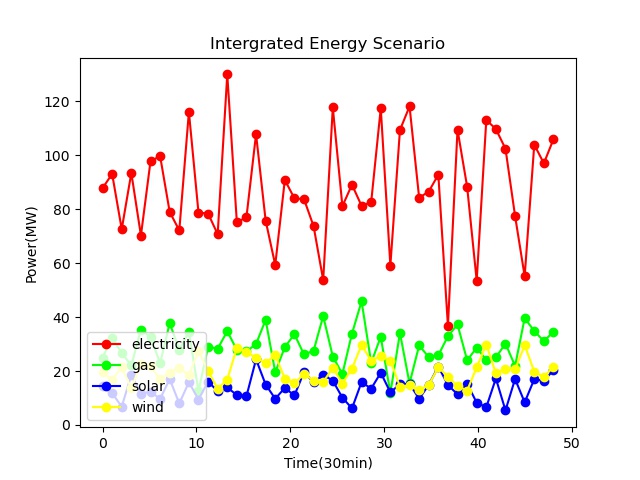 Intergrated Energy Scenario
Power(MW)
120
100
80
60
40
20
0
electricity
gas
solar
wind
0 10 20 30 40 50
Time(30min)